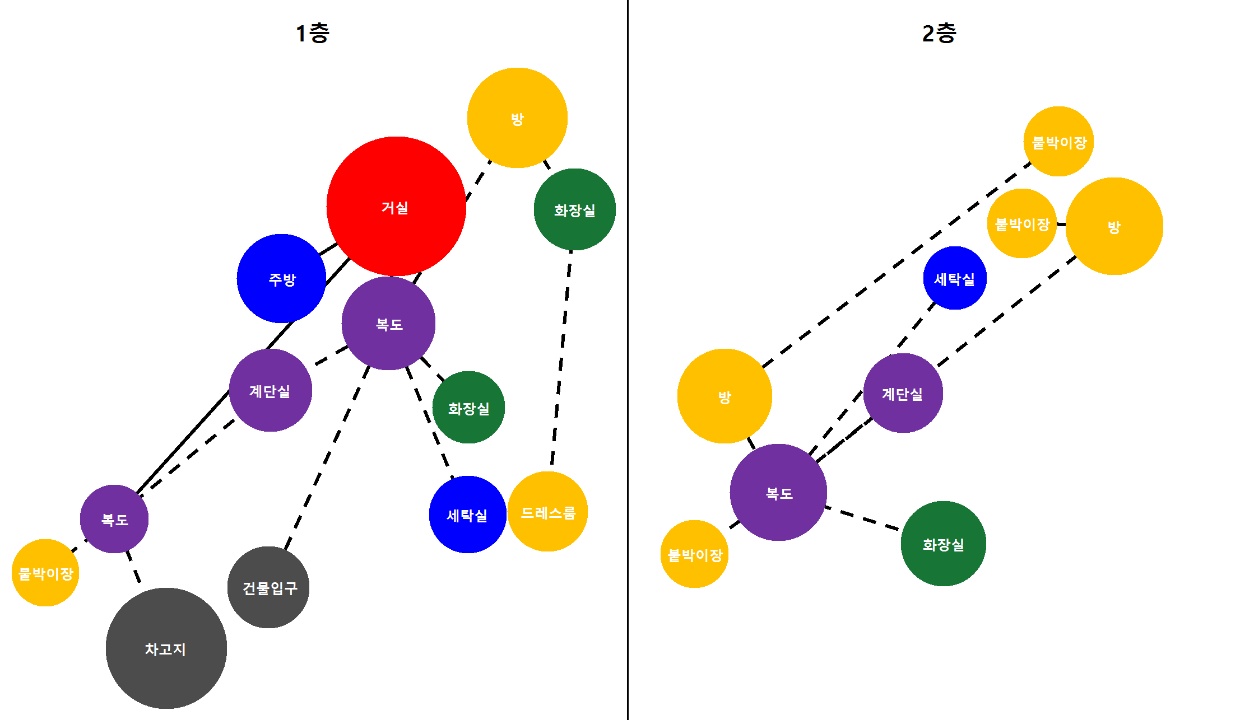 1층
방
거실
화장실
주방
복도
계단실
화장실
복도
세탁실
드레스룸
붙박이장
건물입구
차고지
2층
붙박이장
붙박이장
방
세탁실
방
계단실
복도
화장실
붙박이장